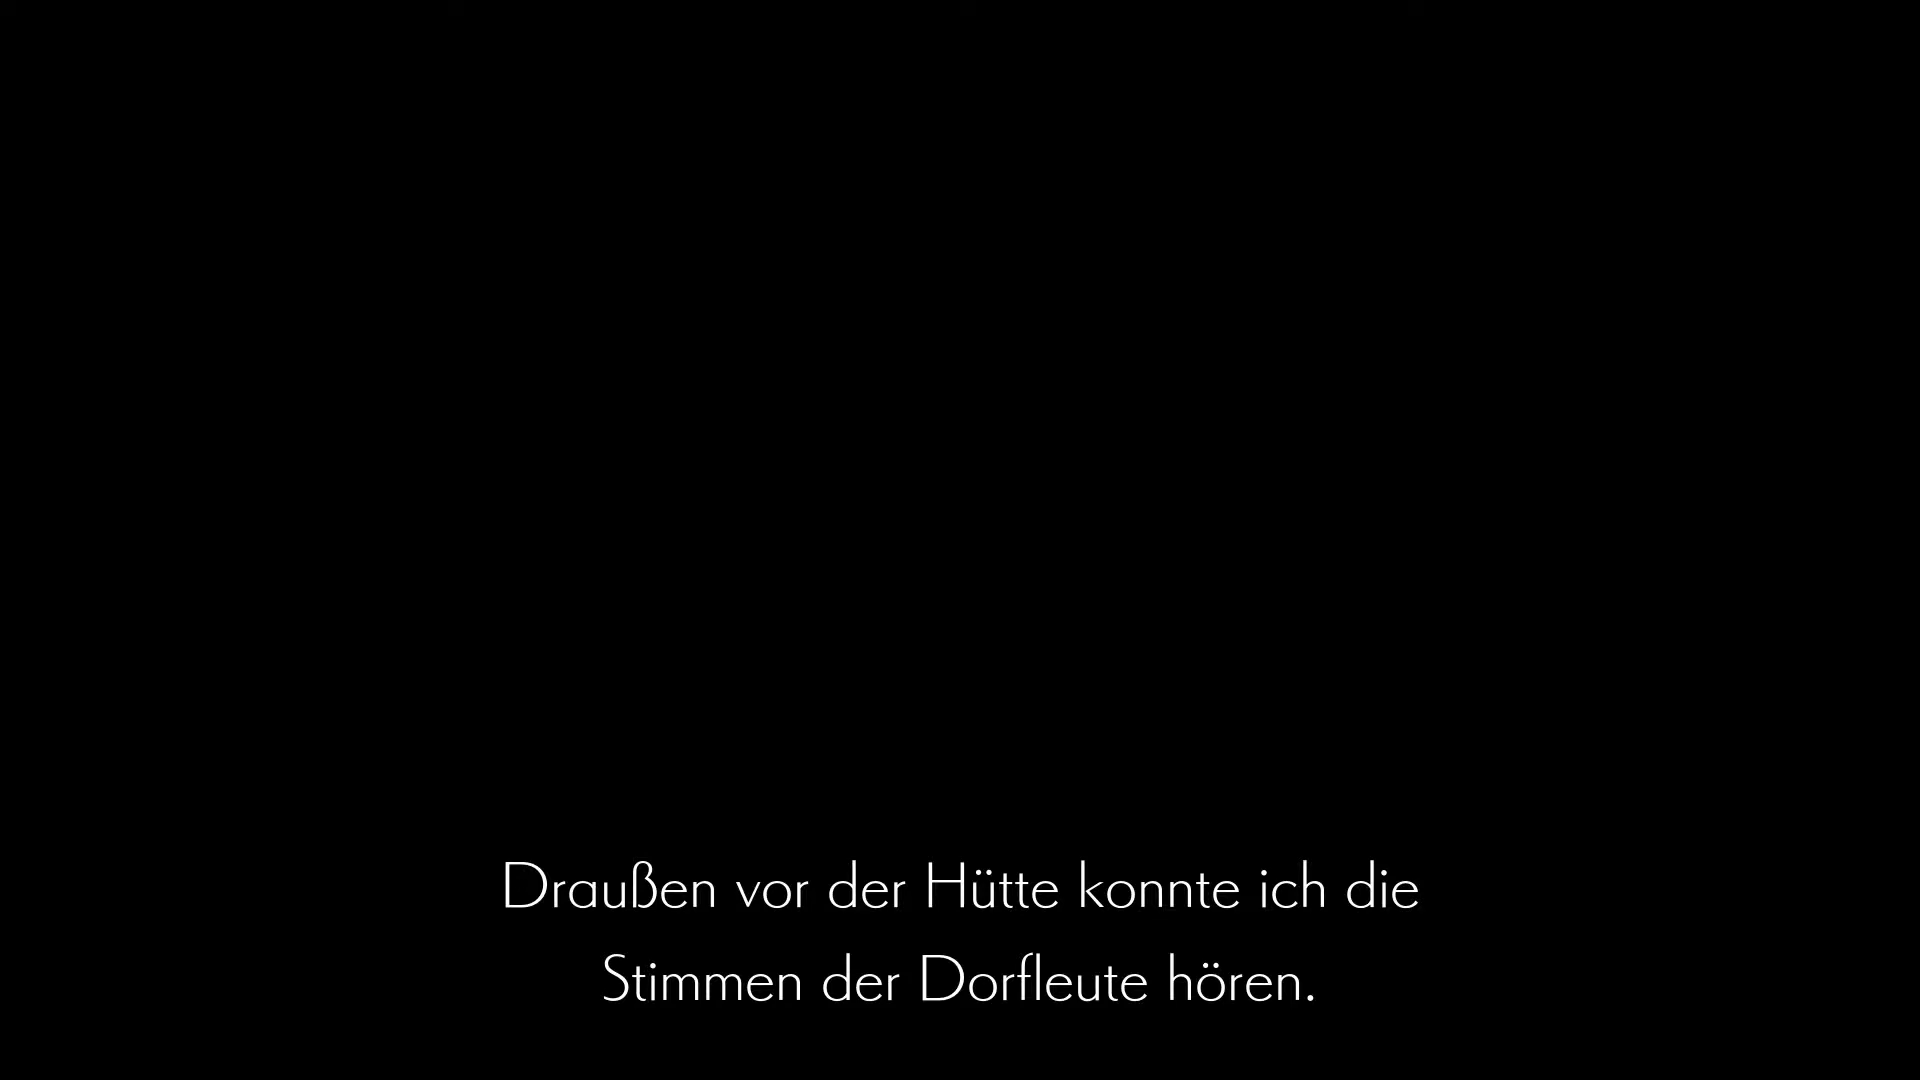 Draußen vor der Hütte konnte ich die
Stimmen der Dorfleute hören.